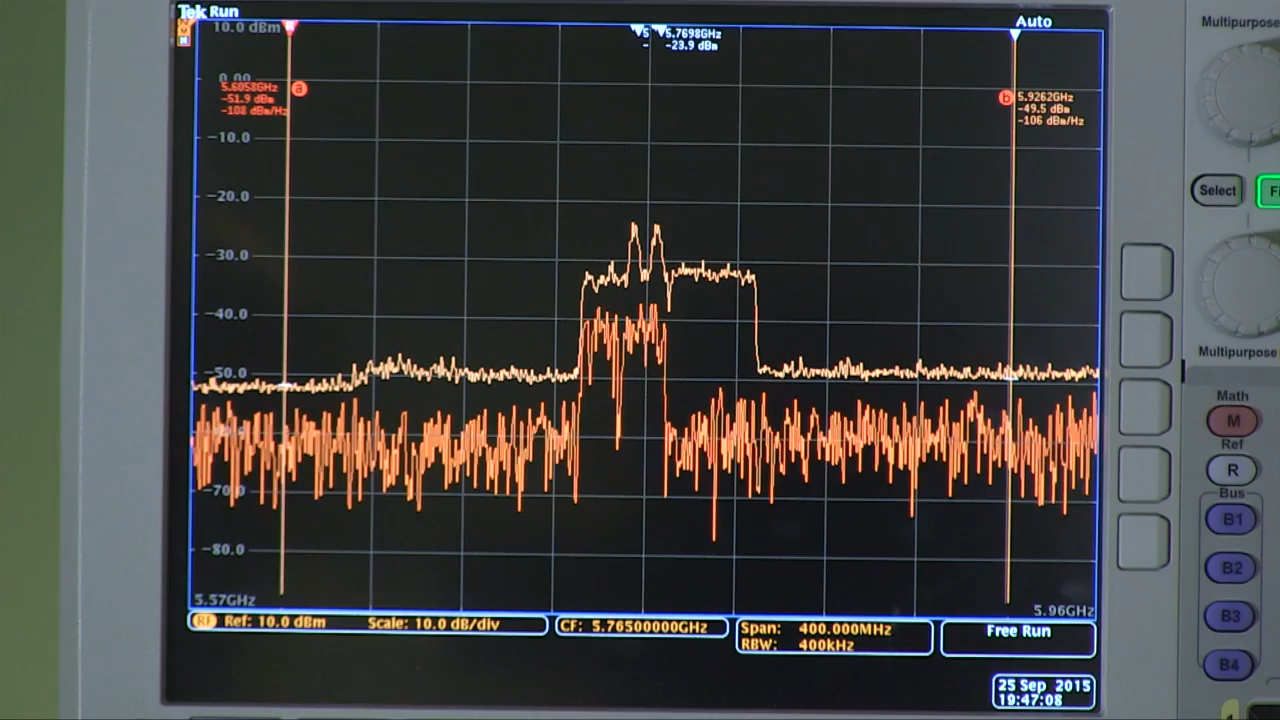 Tek Run
Auto
Multipurpose
10.0 dBm
5
5.7698GHz
-
-23.9 dBm
0.00
5.6058GHz
-51.9 dBm
-108 dBm/Hz
a
b
5.9262GHz
-49.5 dBm
-106 dBm/Hz
-10.0
-20.0
-30.0
-40.0
-50.0
-70.0
-80.0
5.57GHz
5.96GHz
RF Ref: 10.0 dBm Scale: 10.0 dB/div
CF: 5.76500000GHz
Span: 400.000MHz
RBW: 400kHz
Free Run
25 Sep 2015
19:47:08
Select
Fi
Multipurpose
Math
M
Ref
R
Bus
B1
B2
B3
B4